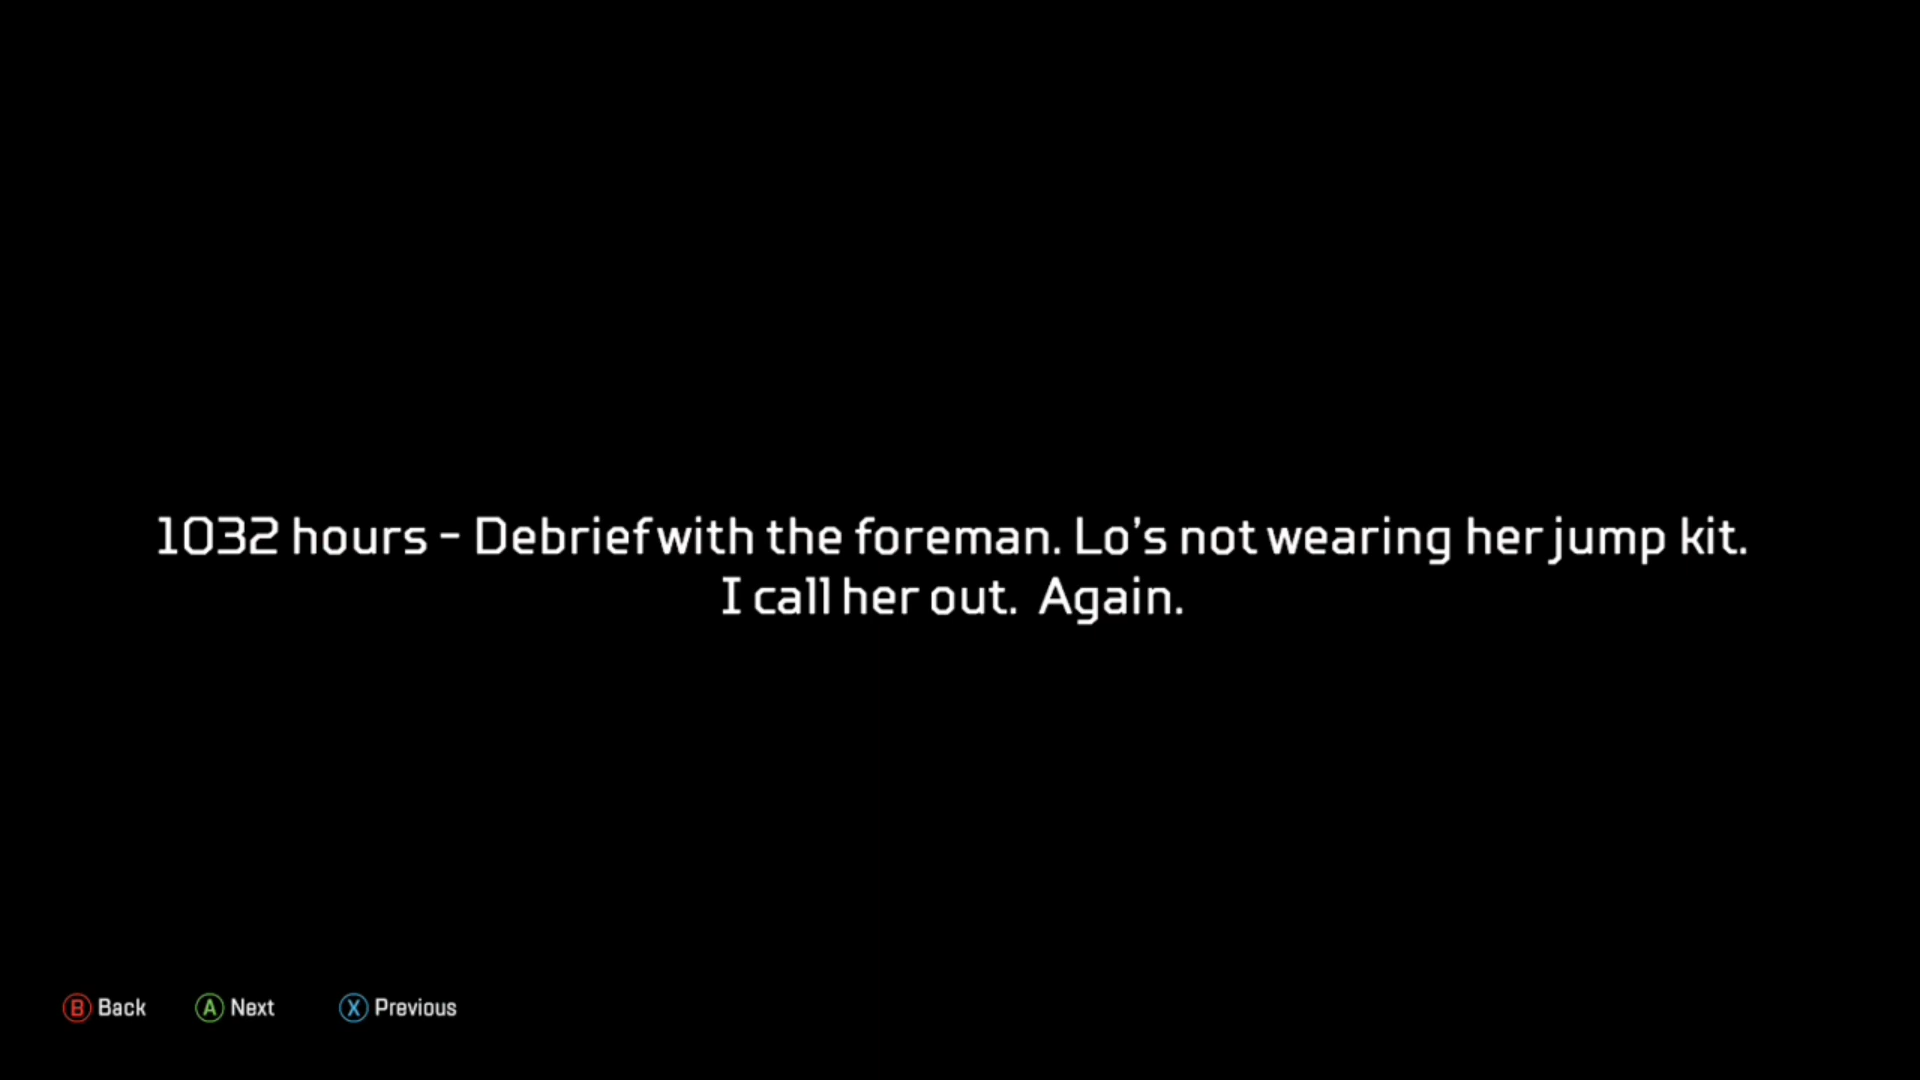 1032 hours - Debrief with the foreman. Lo's not wearing her jump kit.
I call her out.  Again.
B Back A Next X Previous